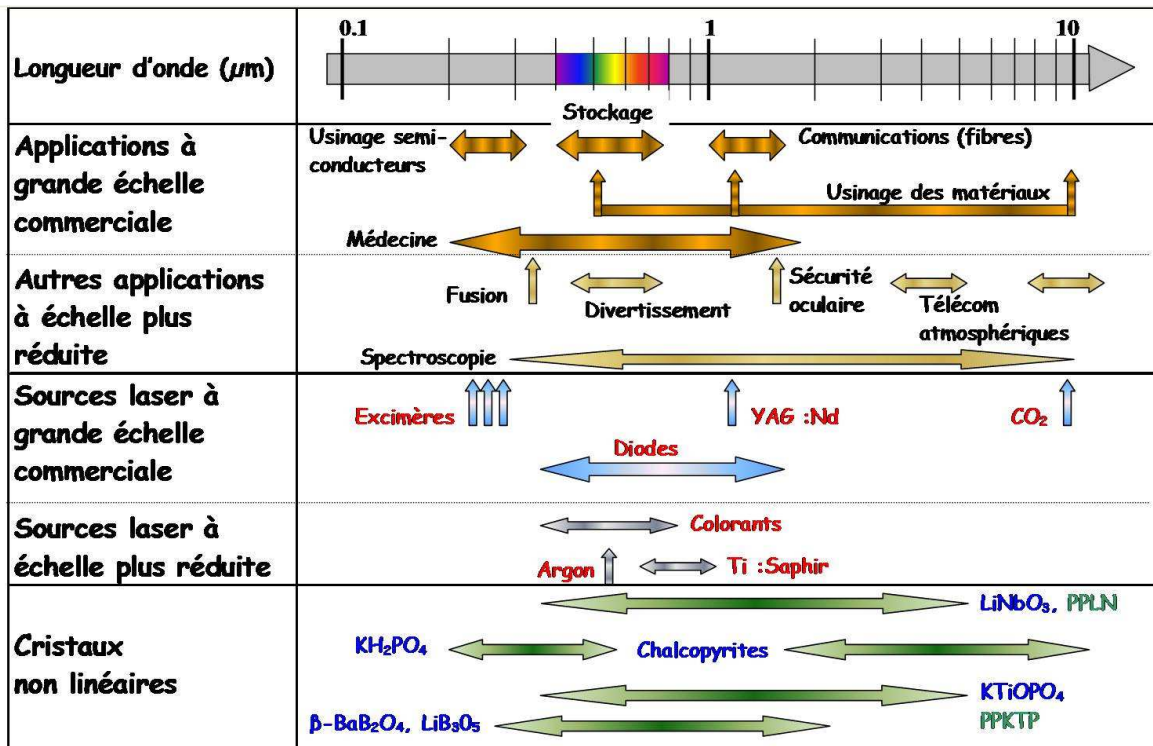 Longueur d'onde (µm)
0.1
1
10
Applications à
grande échelle
commerciale
Stockage
Usinage semi-
conducteurs
Communications (fibres)
Usinage des matériaux
Médecine
Autres applications
à échelle plus
réduite
Fusion
Divertissement
Sécurité
oculaire
Télécom
atmosphériques
Spectroscopie
Sources laser à
grande échelle
commerciale
Excimères
YAG :Nd
CO₂
Diodes
Sources laser à
échelle plus réduite
Colorants
Argon
Ti :Saphir
Cristaux
non linéaires
LiNbO₃, PPLN
KH₂PO₄
Chalcopyrites
KTiOPO₄
PPKTP
β-BaB₂O₄, LiB₃O₅